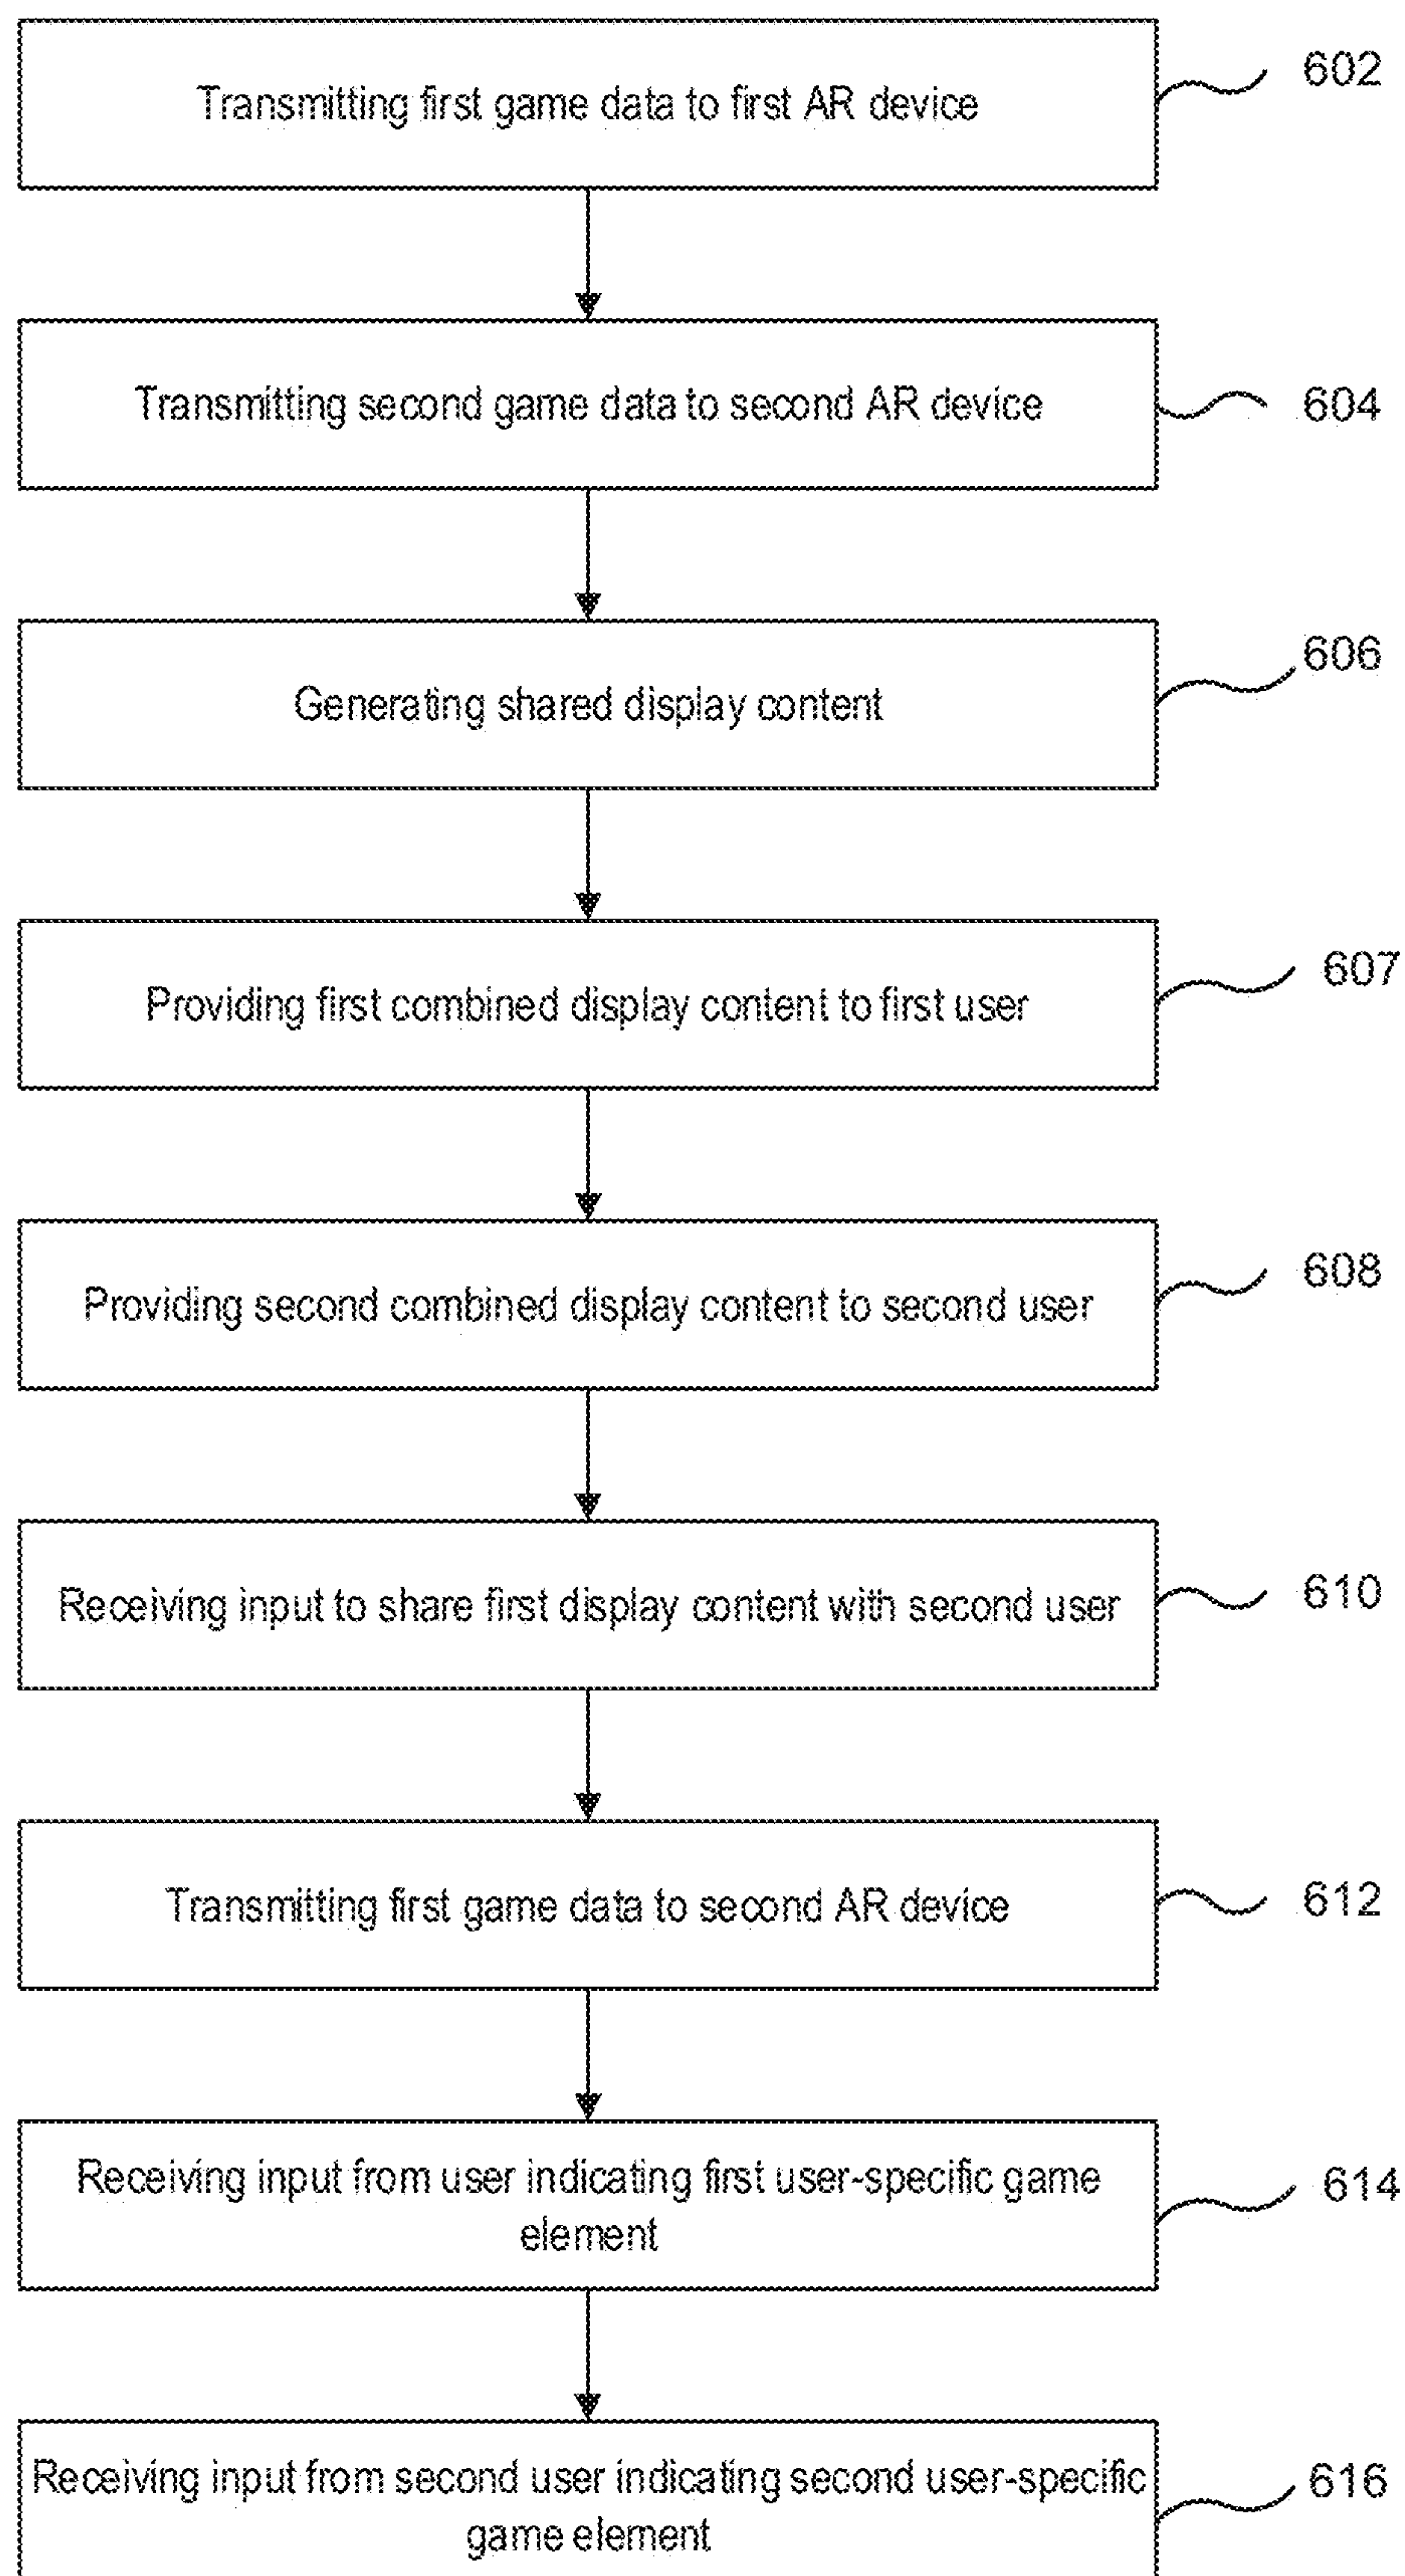 Transmitting first game data to first AR device
602
Transmitting second game data to second AR device
604
Generating shared display content
606
Providing first combined display content to first user
607
Providing second combined display content to second user
608
Receiving input to share first display content with second user
610
Transmitting first game data to second AR device
612
Receiving input from user indicating first user-specific game
element
614
Receiving input from second user indicating second user-specific
game element
616